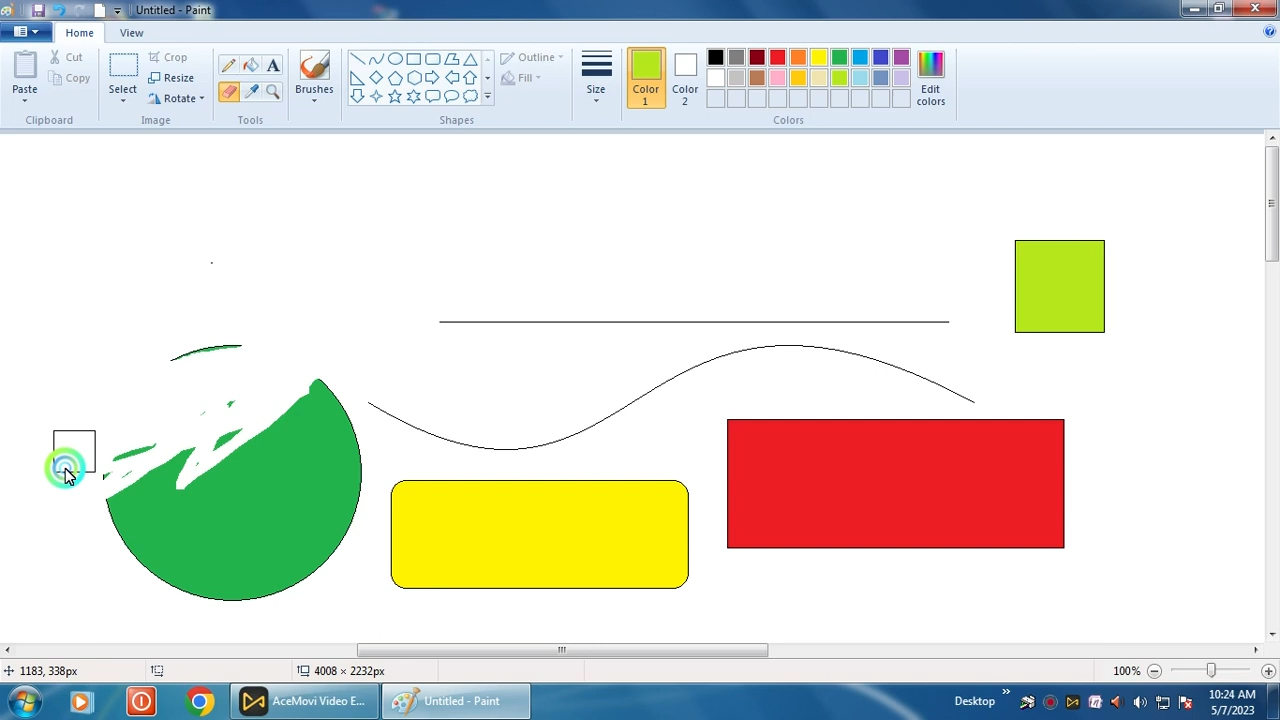 Untitled - Paint
Home
View
Paste
Cut
Copy
Clipboard
Select
Crop
Resize
Rotate
Image
A
Tools
Brushes
Outline
Fill
Shapes
Size
Color
1
Color
2
Edit
colors
Colors
1183, 338px
4008 × 2232px
100%
AceMovi Video E...
Untitled - Paint
Desktop
10:24 AM
5/7/2023